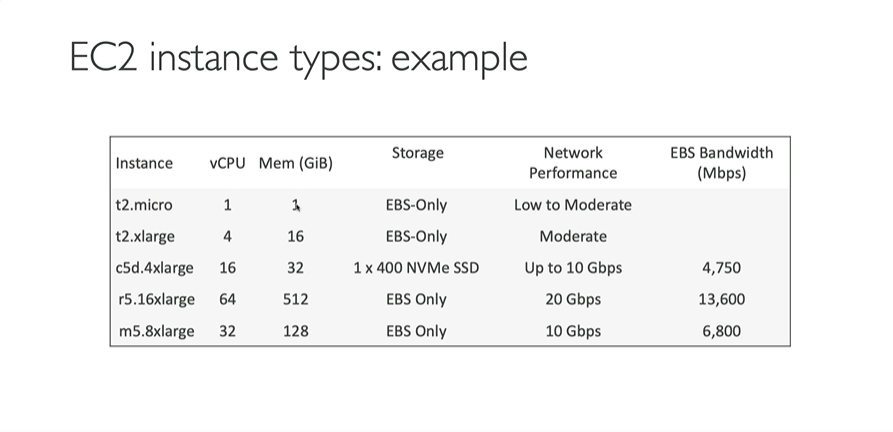 EC2 instance types: example
Instance vCPU Mem (GiB) Storage Network Performance EBS Bandwidth (Mbps)
t2.micro 1 1 EBS-Only Low to Moderate
t2.xlarge 4 16 EBS-Only Moderate
c5d.4xlarge 16 32 1 x 400 NVMe SSD Up to 10 Gbps 4,750
r5.16xlarge 64 512 EBS Only 20 Gbps 13,600
m5.8xlarge 32 128 EBS Only 10 Gbps 6,800